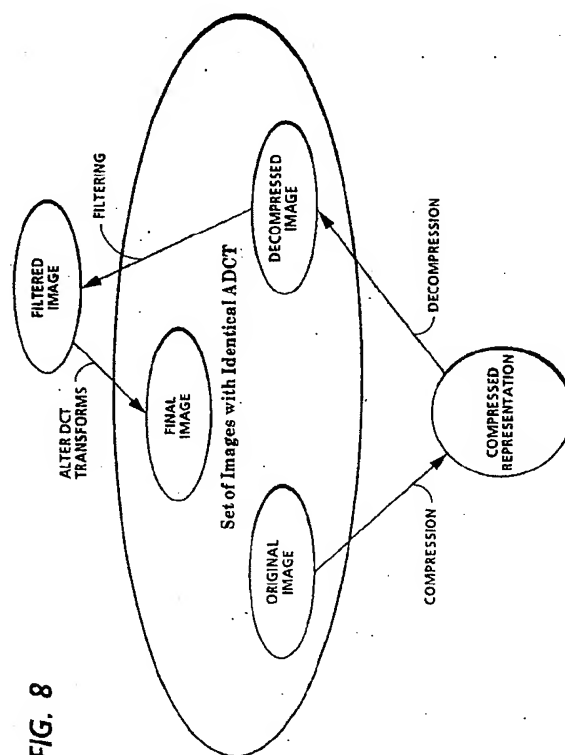 FIG. 8
FILTERED
IMAGE
FILTERING
ALTER DCT
TRANSFORMS
FINAL
IMAGE
Set of Images with Identical ADCT
DECOMPRESSED
IMAGE
ORIGINAL
IMAGE
DECOMPRESSION
COMPRESSION
COMPRESSED
REPRESENTATION